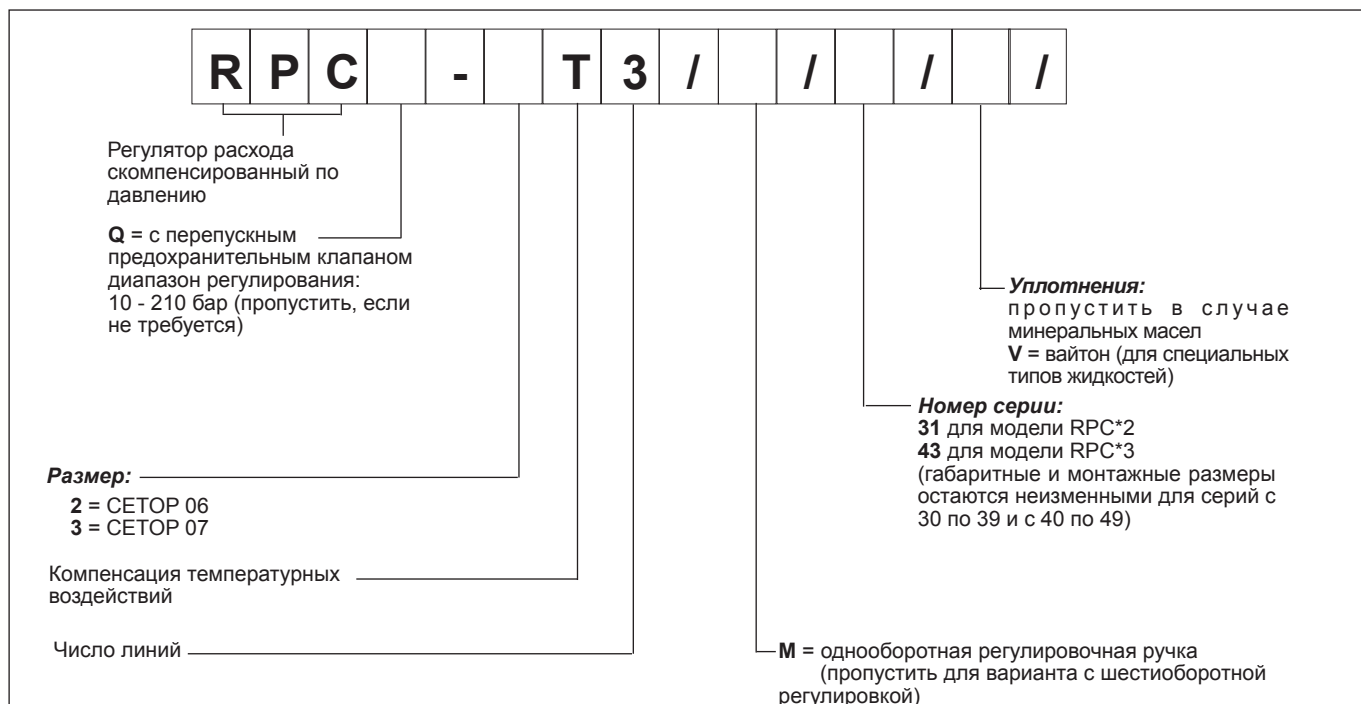 RPC - T3/ / / /
Регулятор расхода
скомпенсированный по
давлению
Q = с перепускным
предохранительным клапаном
диапазон регулирования:
10 - 210 бар (пропустить, если
не требуется)
Размер:
2 = CETOP 06
3 = CETOP 07
Компенсация температурных
воздействий
Число линий
Уплотнения:
пропустить в случае
минеральных масел
V = вайтон (для специальных
типов жидкостей)
Номер серии:
31 для модели RPC*2
43 для модели RPC*3
(габаритные и монтажные размеры
остаются неизменными для серий с
30 по 39 и с 40 по 49)
M = однооборотная регулировочная ручка
(пропустить для варианта с шестиоборотной
регулировкой)